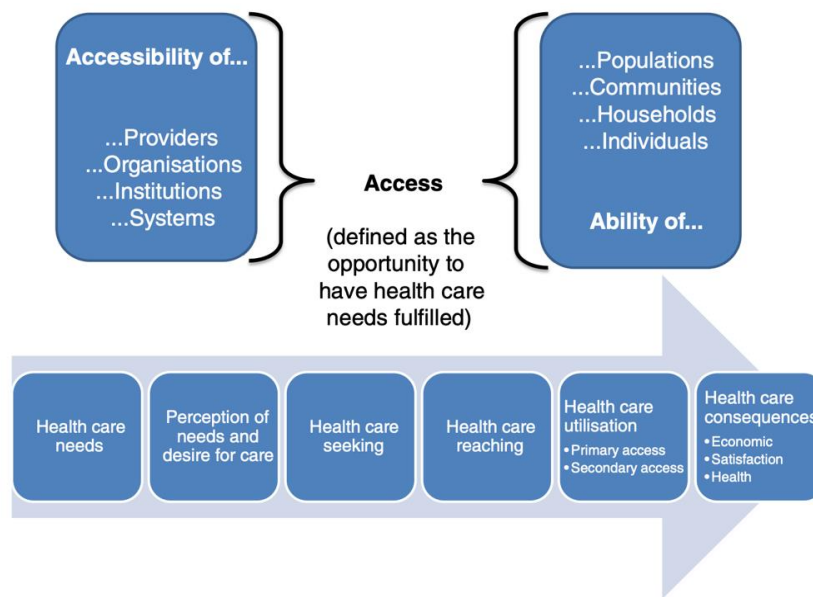 Accessibility of...
...Providers
...Organisations
...Institutions
...Systems
Access
(defined as the
opportunity to
have health care
needs fulfilled)
...Populations
...Communities
...Households
...Individuals
Ability of...
Health care
needs
Perception of
needs and
desire for care
Health care
seeking
Health care
reaching
Health care
utilisation
• Primary access
• Secondary access
Health care
consequences
• Economic
• Satisfaction
• Health